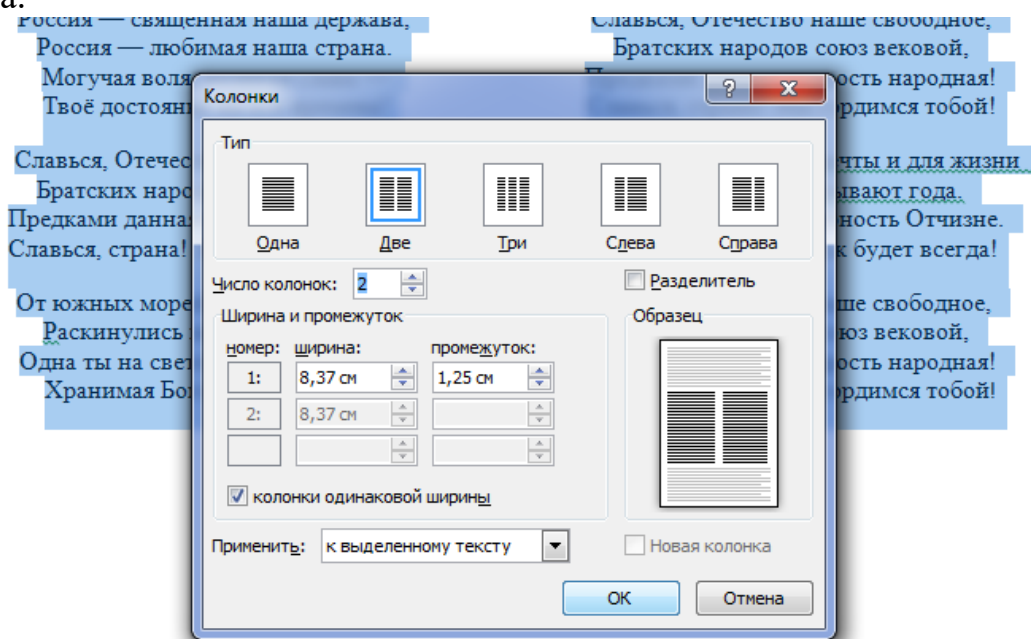 а.
Россия — священная наша держава,
Россия — любимая наша страна.
Могучая воля
Твоё достоян
Славься, Отечес
Братских наро
Предками данна
Славься, страна!
От южных море
Раскинулись
Одна ты на свет
Хранимая Бо
Славься, Отечество наше свободное,
Братских народов союз вековой,
ость народная!
рдимся тобой!
чты и для жизни
ывают года.
ность Отчизне.
к будет всегда!
ше свободное,
юз вековой,
ость народная!
рдимся тобой!
Колонки
?
X
Тип
Одна Две Три Слева Справа
Число колонок: 2
Разделитель
Ширина и промежуток
Образец
номер: ширина: промежуток:
1: 8,37 см 1,25 см
2: 8,37 см
колонки одинаковой ширины
Применить: к выделенному тексту
Новая колонка
ОК Отмена